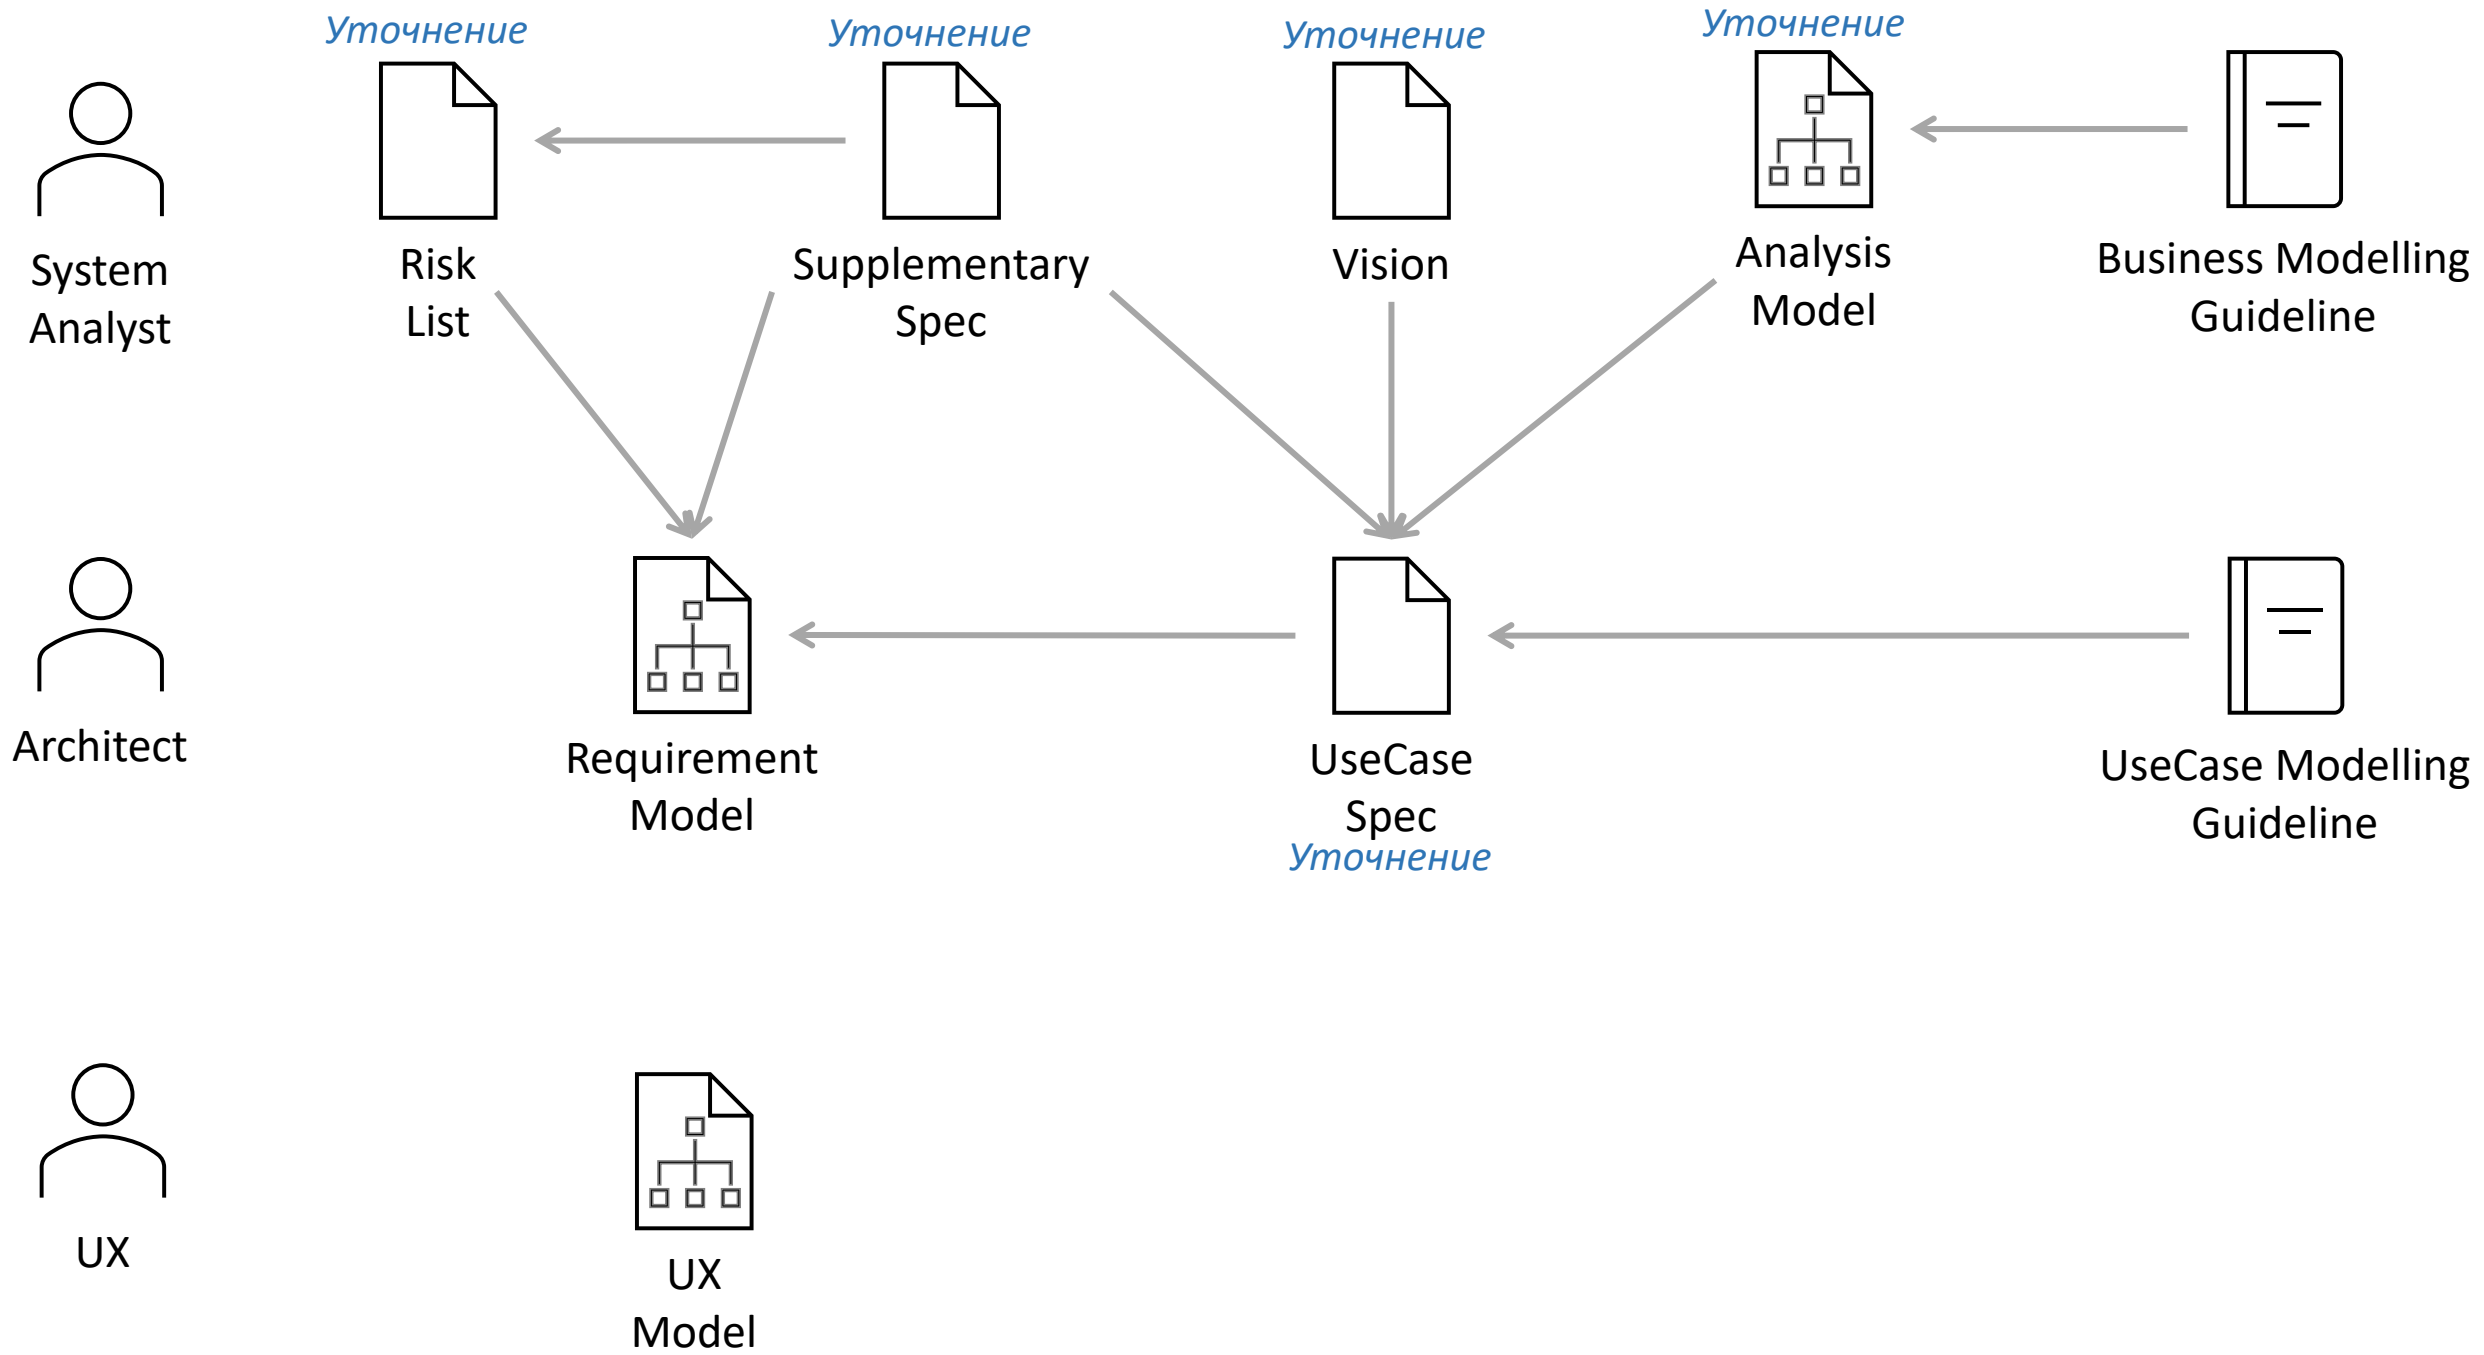 Уточнение
Уточнение
Уточнение
Уточнение
System
Analyst
Risk
List
Supplementary
Spec
Vision
Analysis
Model
Business Modelling
Guideline
Architect
Requirement
Model
UseCase
Spec
Уточнение
UseCase Modelling
Guideline
UX
UX
Model